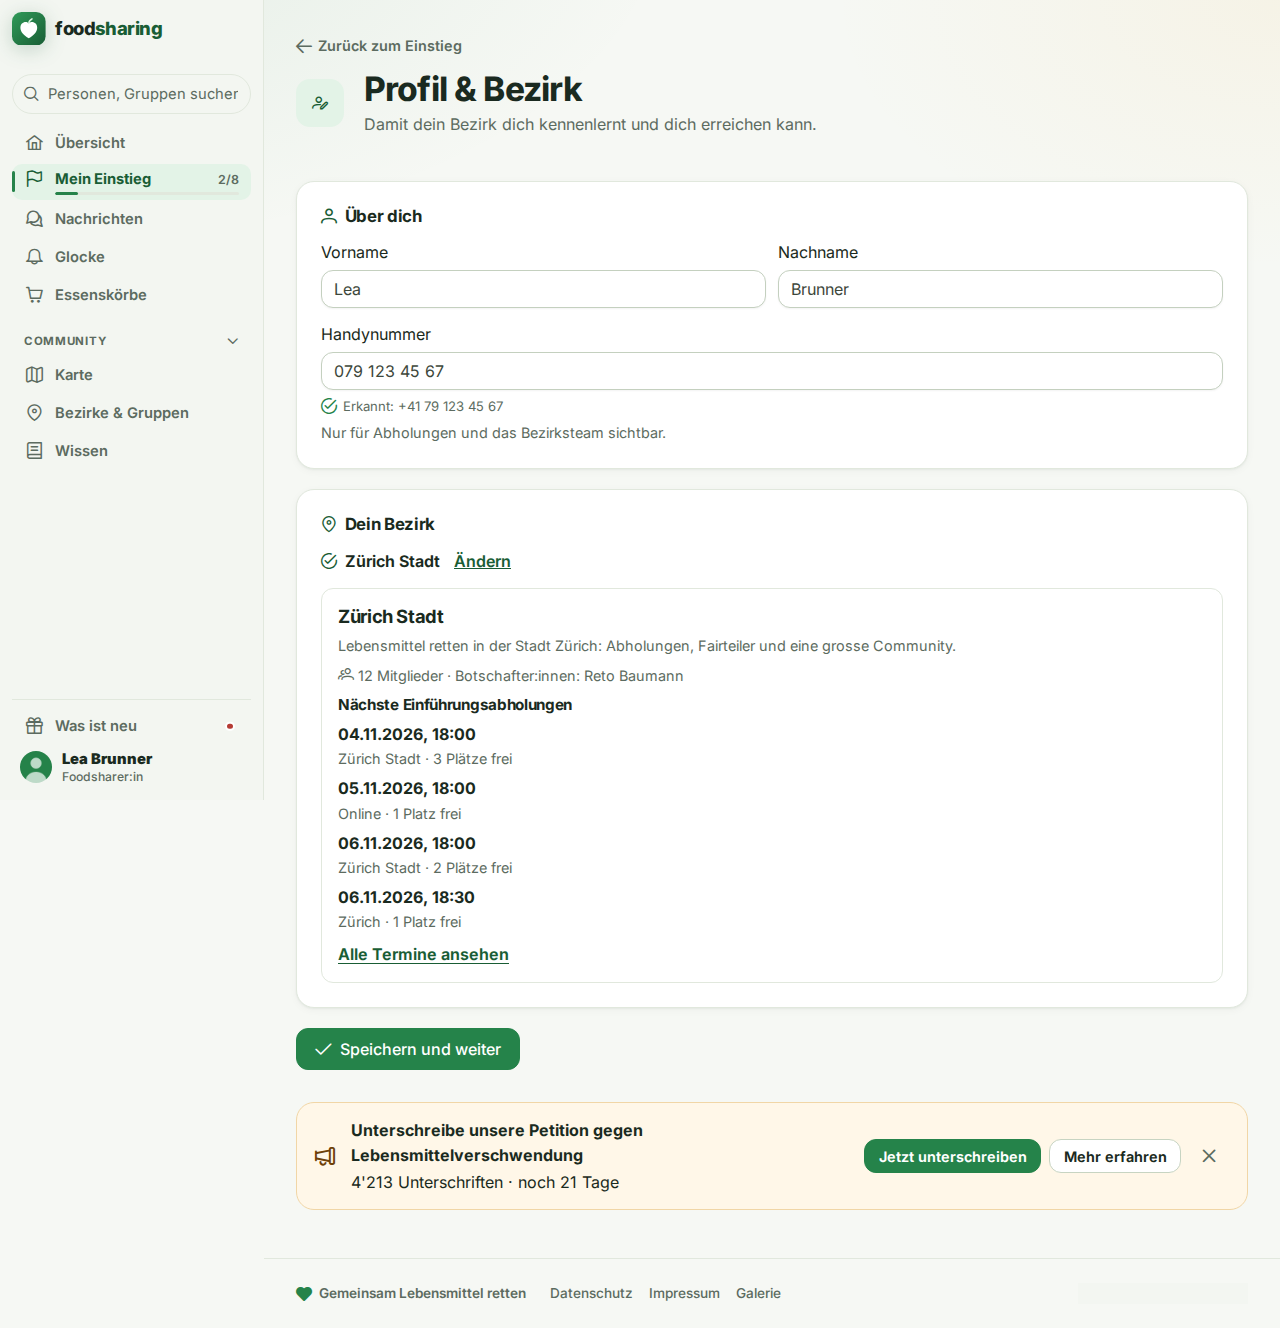 foodsharing
Personen, Gruppen sucher
Übersicht
Mein Einstieg 2/8
Nachrichten
Glocke
Essenskörbe
COMMUNITY
Karte
Bezirke & Gruppen
Wissen
Was ist neu
Lea Brunner
Foodsharer:in
Zurück zum Einstieg
Profil & Bezirk
Damit dein Bezirk dich kennenlernt und dich erreichen kann.
Über dich
Vorname Nachname
Lea Brunner
Handynummer
079 123 45 67
Erkannt: +41 79 123 45 67
Nur für Abholungen und das Bezirksteam sichtbar.
Dein Bezirk
Zürich Stadt Ändern
Zürich Stadt
Lebensmittel retten in der Stadt Zürich: Abholungen, Fairteiler und eine grosse Community.
12 Mitglieder · Botschafter:innen: Reto Baumann
Nächste Einführungsabholungen
04.11.2026, 18:00
Zürich Stadt · 3 Plätze frei
05.11.2026, 18:00
Online · 1 Platz frei
06.11.2026, 18:00
Zürich Stadt · 2 Plätze frei
06.11.2026, 18:30
Zürich · 1 Platz frei
Alle Termine ansehen
Speichern und weiter
Unterschreibe unsere Petition gegen
Lebensmittelverschwendung
4'213 Unterschriften · noch 21 Tage
Jetzt unterschreiben Mehr erfahren
Gemeinsam Lebensmittel retten Datenschutz Impressum Galerie